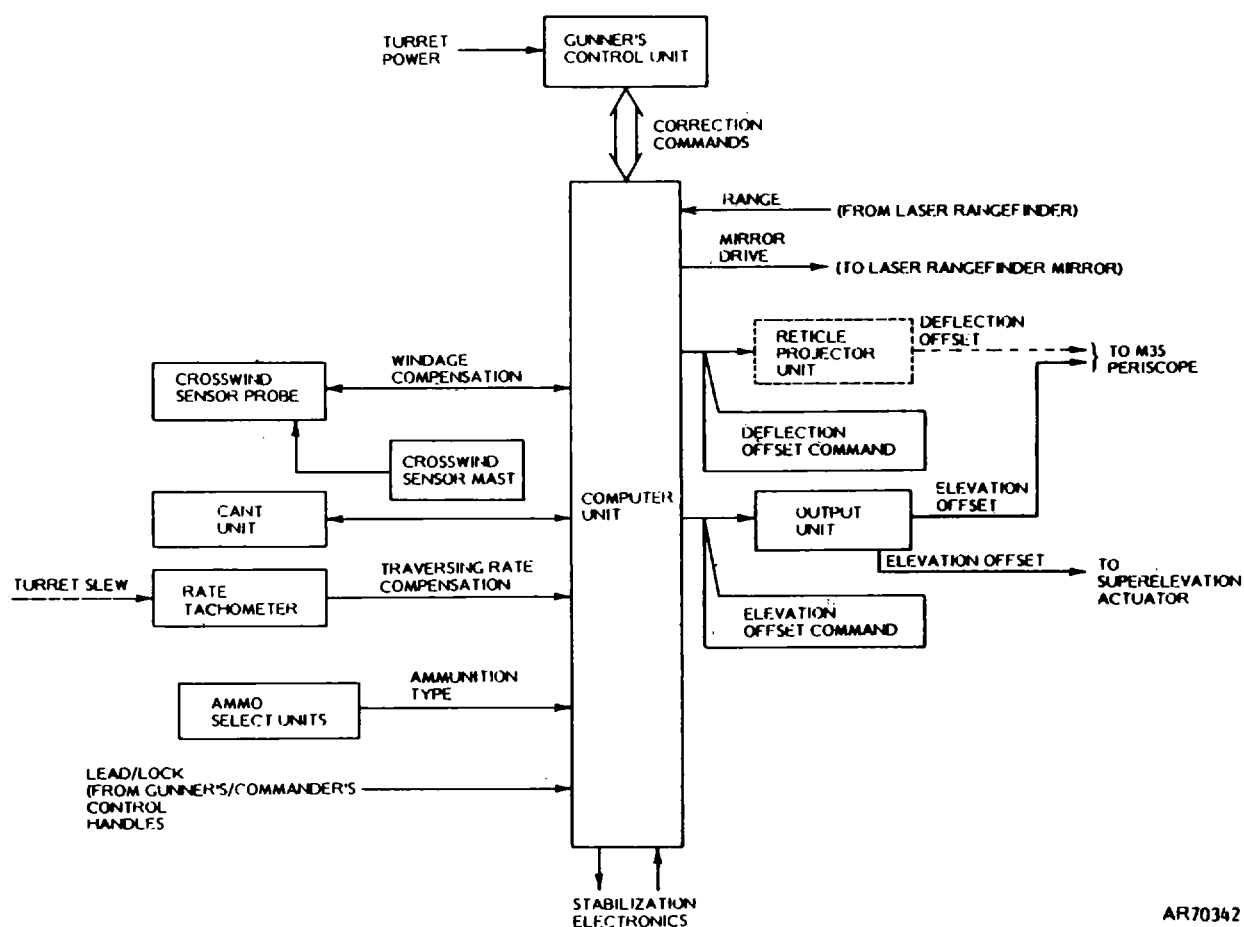 TURRET
POWER
GUNNER'S
CONTROL UNIT
CORRECTION
COMMANDS
RANGE
(FROM LASER RANGEFINDER)
MIRROR
DRIVE
(TO LASER RANGEFINDER MIRROR)
RETICLE
PROJECTOR
UNIT
DEFLECTION
OFFSET
TO M35
PERISCOPE
WINDAGE
COMPENSATION
CROSSWIND
SENSOR PROBE
DEFLECTION
OFFSET COMMAND
CROSSWIND
SENSOR MAST
COMPUTER
UNIT
CANT
UNIT
OUTPUT
UNIT
ELEVATION
OFFSET
ELEVATION OFFSET
TO
SUPERELEVATION
ACTUATOR
TURRET SLEW
RATE
TACHOMETER
TRAVERSING RATE
COMPENSATION
ELEVATION
OFFSET COMMAND
AMMO
SELECT UNITS
AMMUNITION
TYPE
LEAD/LOCK
(FROM GUNNER'S/COMMANDER'S
CONTROL
HANDLES
STABILIZATION
ELECTRONICS
AR70342